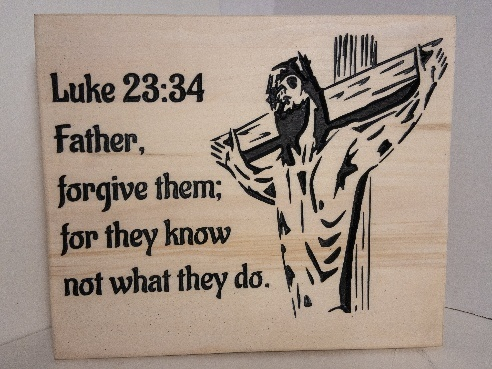 Luke 23:34
Father,
forgive them;
for they know
not what they do.